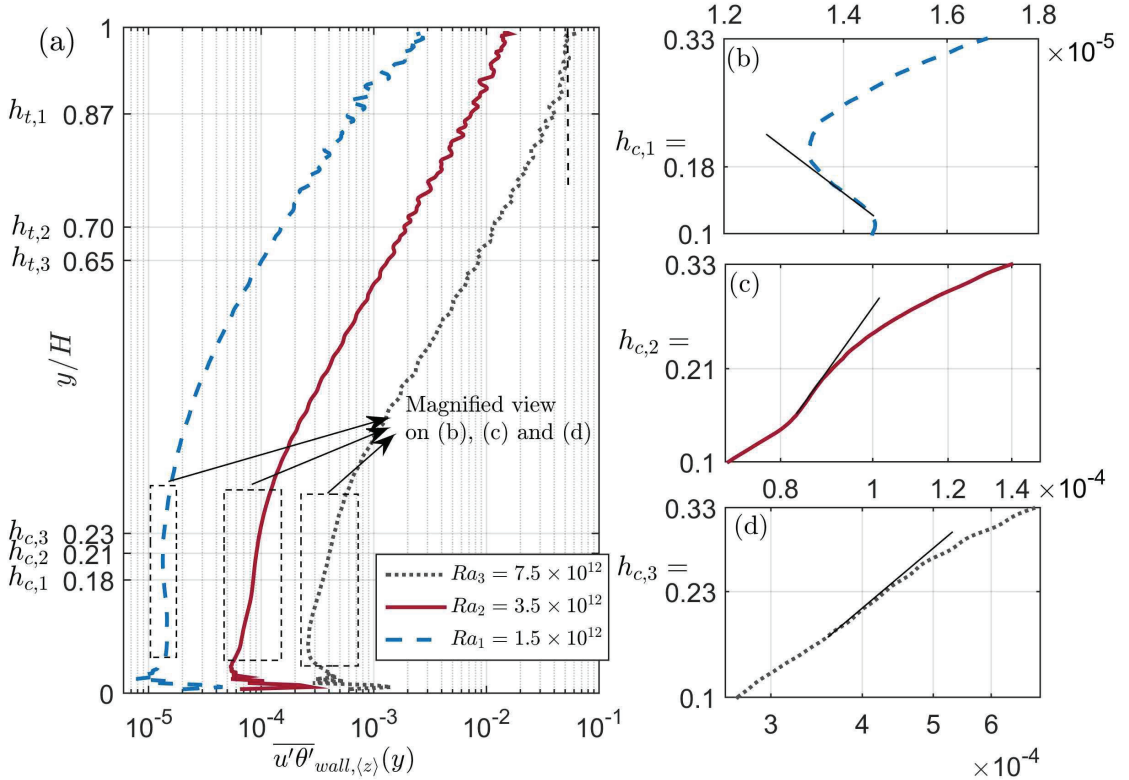 (a)
1
h_{t,1} 0.87
h_{t,2} 0.70
h_{t,3} 0.65
y/H
h_{c,3} 0.23
h_{c,2} 0.21
h_{c,1} 0.18
0
10^{-5} 10^{-4} 10^{-3} 10^{-2} 10^{-1}
\overline{u'θ'}_{wall,⟨z⟩}(y)
Magnified view
on (b), (c) and (d)
Ra_3 = 7.5 × 10^{12}
Ra_2 = 3.5 × 10^{12}
Ra_1 = 1.5 × 10^{12}
1.2 1.4 1.6 1.8
× 10^{-5}
(b)
0.33
h_{c,1} =
0.18
0.1
(c)
0.33
h_{c,2} =
0.21
0.1
0.8 1 1.2 1.4
× 10^{-4}
(d)
0.33
h_{c,3} =
0.23
0.1
3 4 5 6
× 10^{-4}